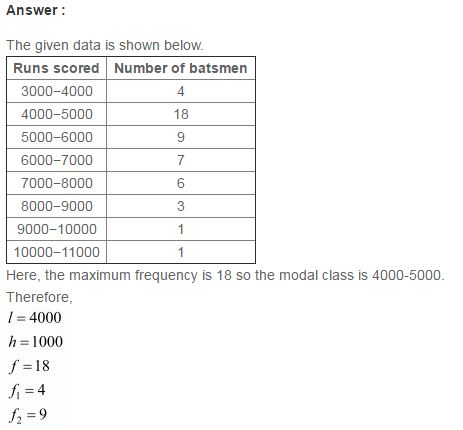 Answer :
The given data is shown below.
Runs scored Number of batsmen
3000−4000 4
4000−5000 18
5000−6000 9
6000−7000 7
7000−8000 6
8000−9000 3
9000−10000 1
10000−11000 1
Here, the maximum frequency is 18 so the modal class is 4000-5000.
Therefore,
l = 4000
h = 1000
f = 18
f₁ = 4
f₂ = 9